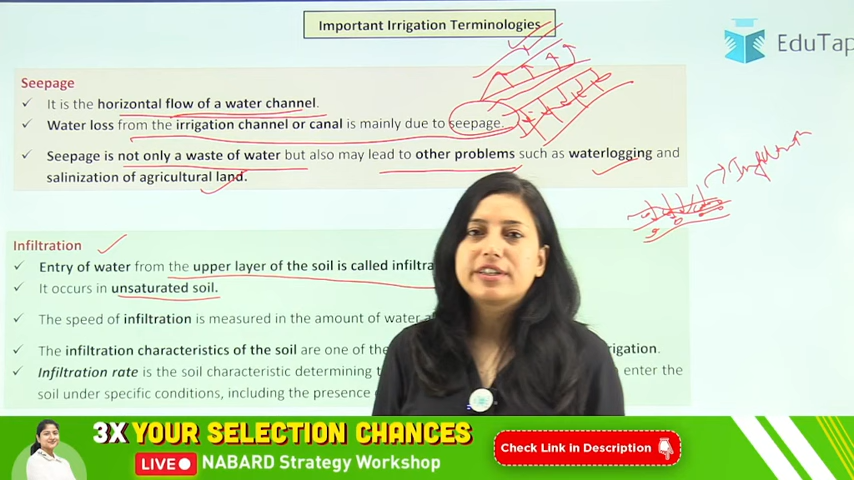 Important Irrigation Terminologies
EduTap
Seepage
✓ It is the horizontal flow of a water channel.
✓ Water loss from the irrigation channel or canal is mainly due to seepage.
✓ Seepage is not only a waste of water but also may lead to other problems such as waterlogging and
salinization of agricultural land.
Infiltration
Infiltration
✓ Entry of water from the upper layer of the soil is called infiltra
✓ It occurs in unsaturated soil.
✓ The speed of infiltration is measured in the amount of water
✓ The infiltration characteristics of the soil are one of the rrigation.
✓ Infiltration rate is the soil characteristic determining enter the
soil under specific conditions, including the presence
3X YOUR SELECTION CHANCES
LIVE NABARD Strategy Workshop
Check Link in Description